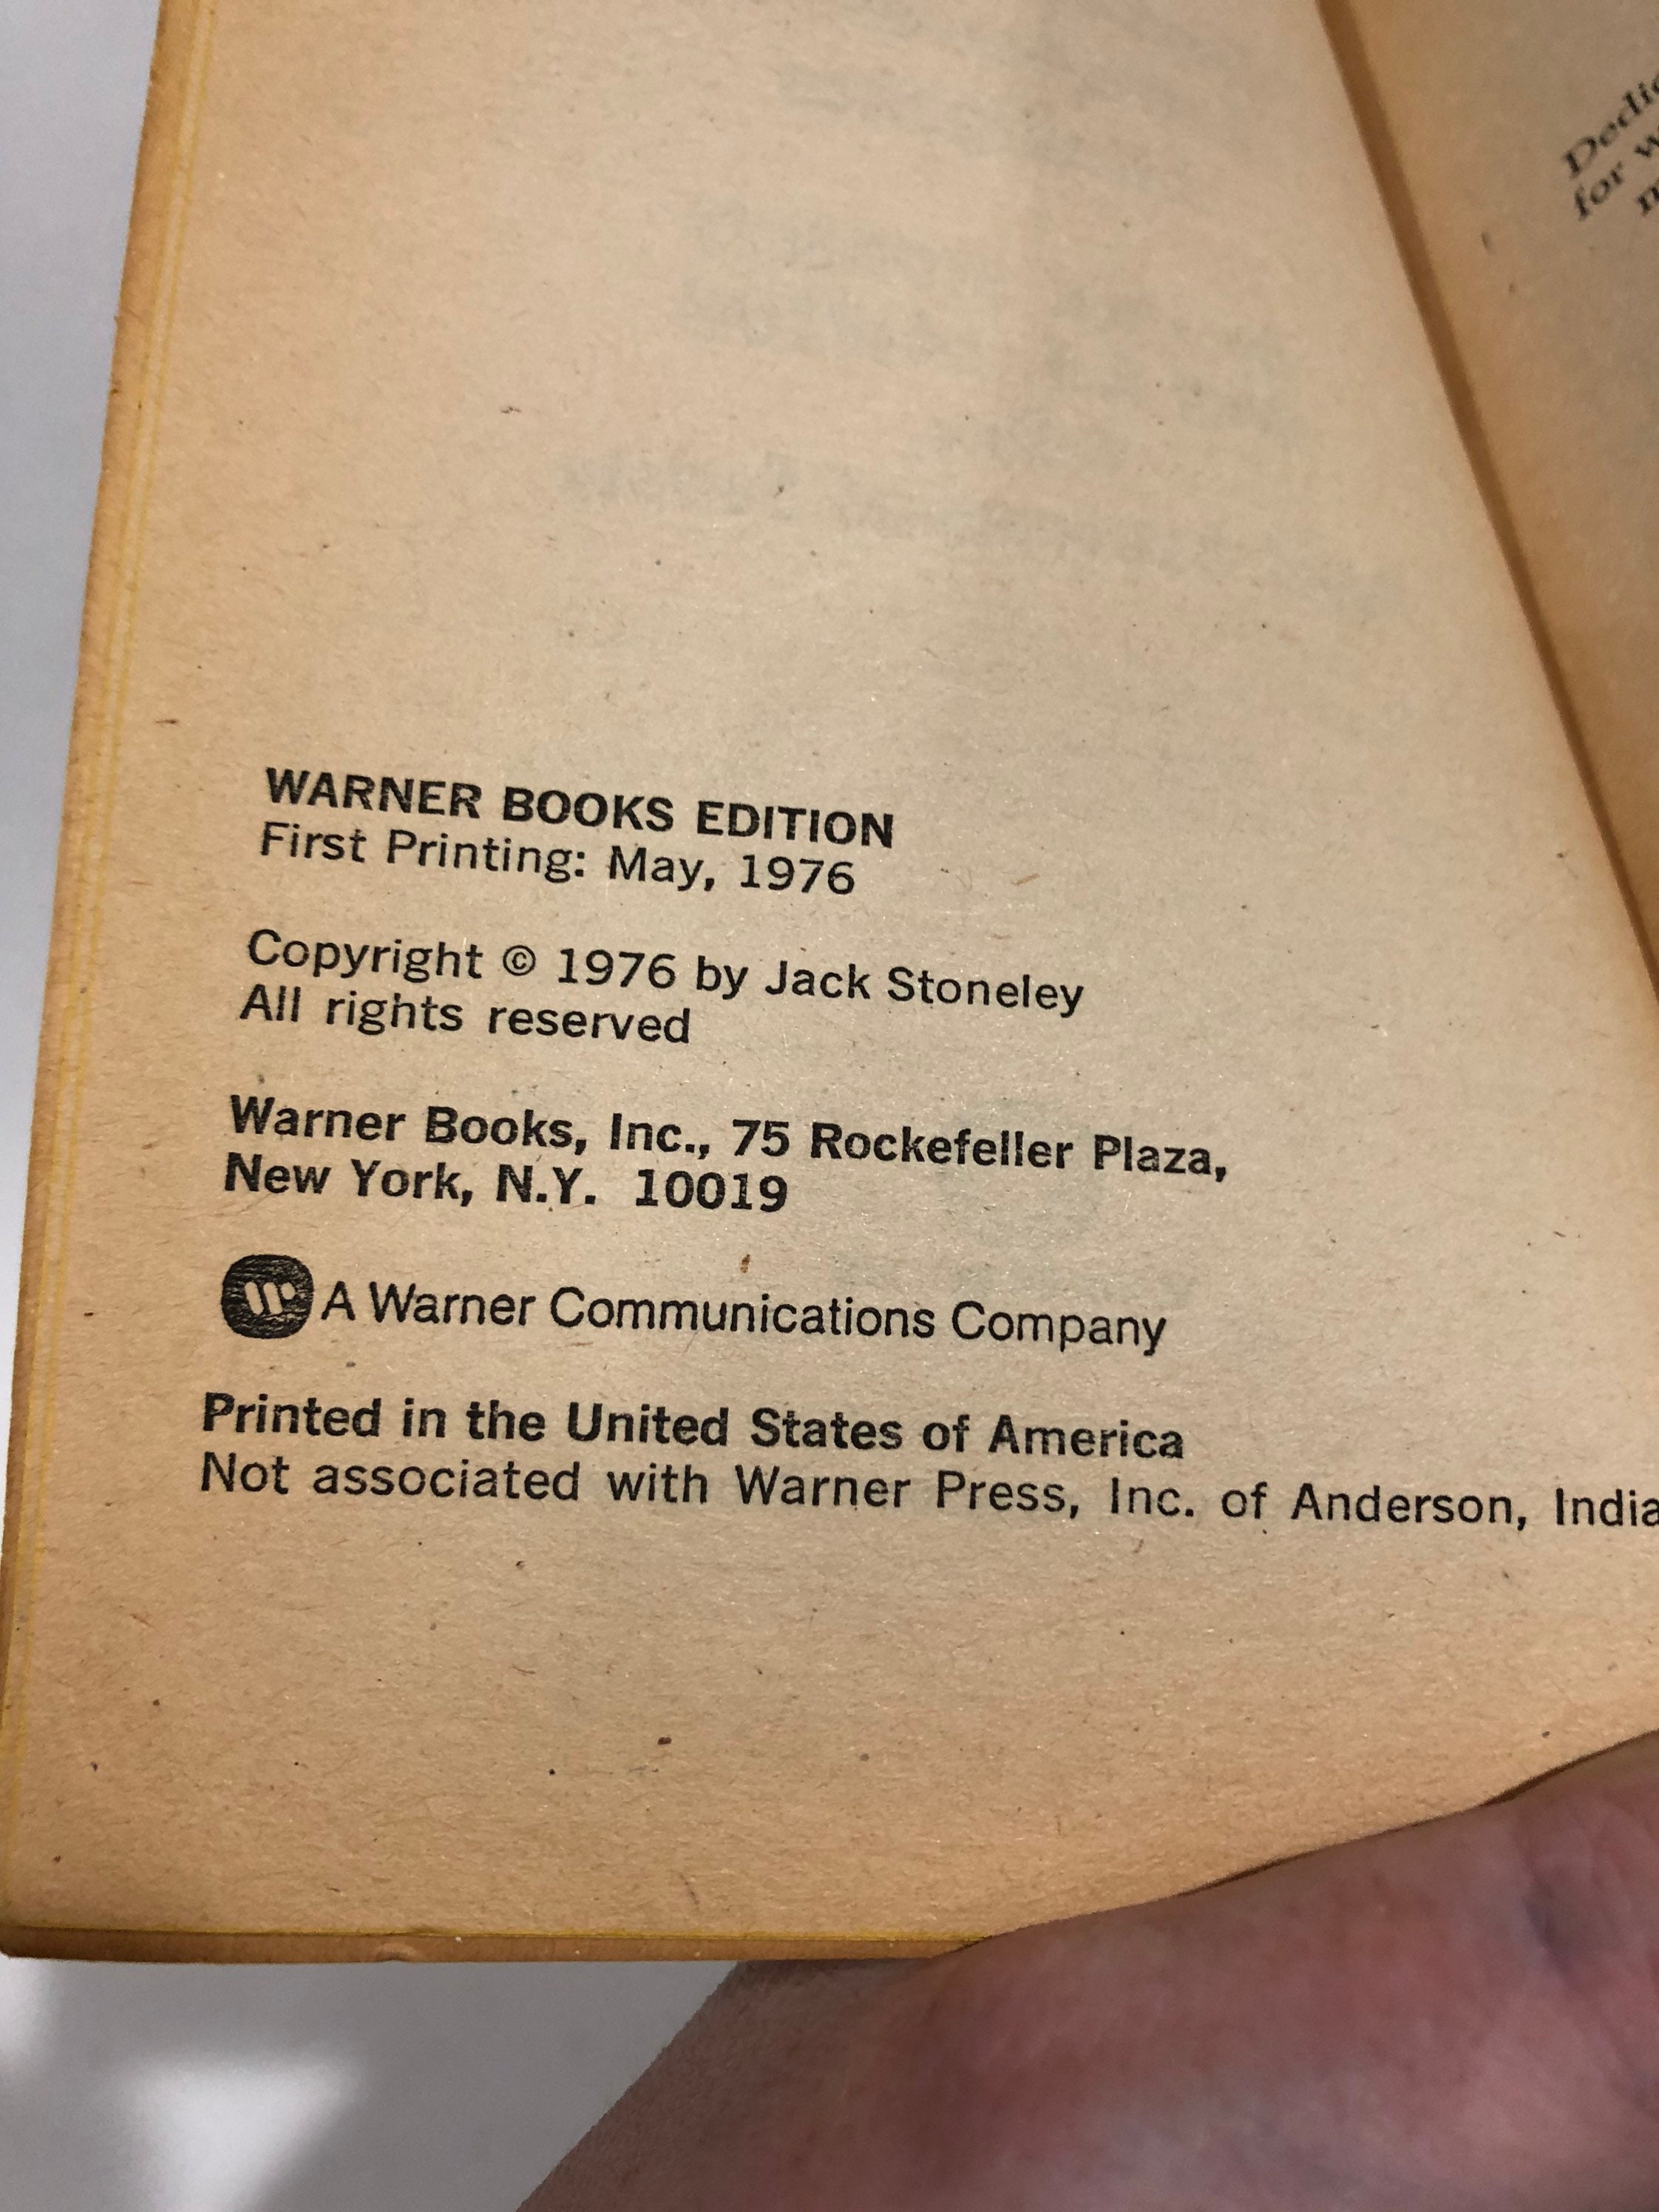 WARNER BOOKS EDITION
First Printing: May, 1976
Copyright © 1976 by Jack Stoneley
All rights reserved
Warner Books, Inc., 75 Rockefeller Plaza,
New York, N.Y. 10019
A Warner Communications Company
Printed in the United States of America
Not associated with Warner Press, Inc. of Anderson, India
for